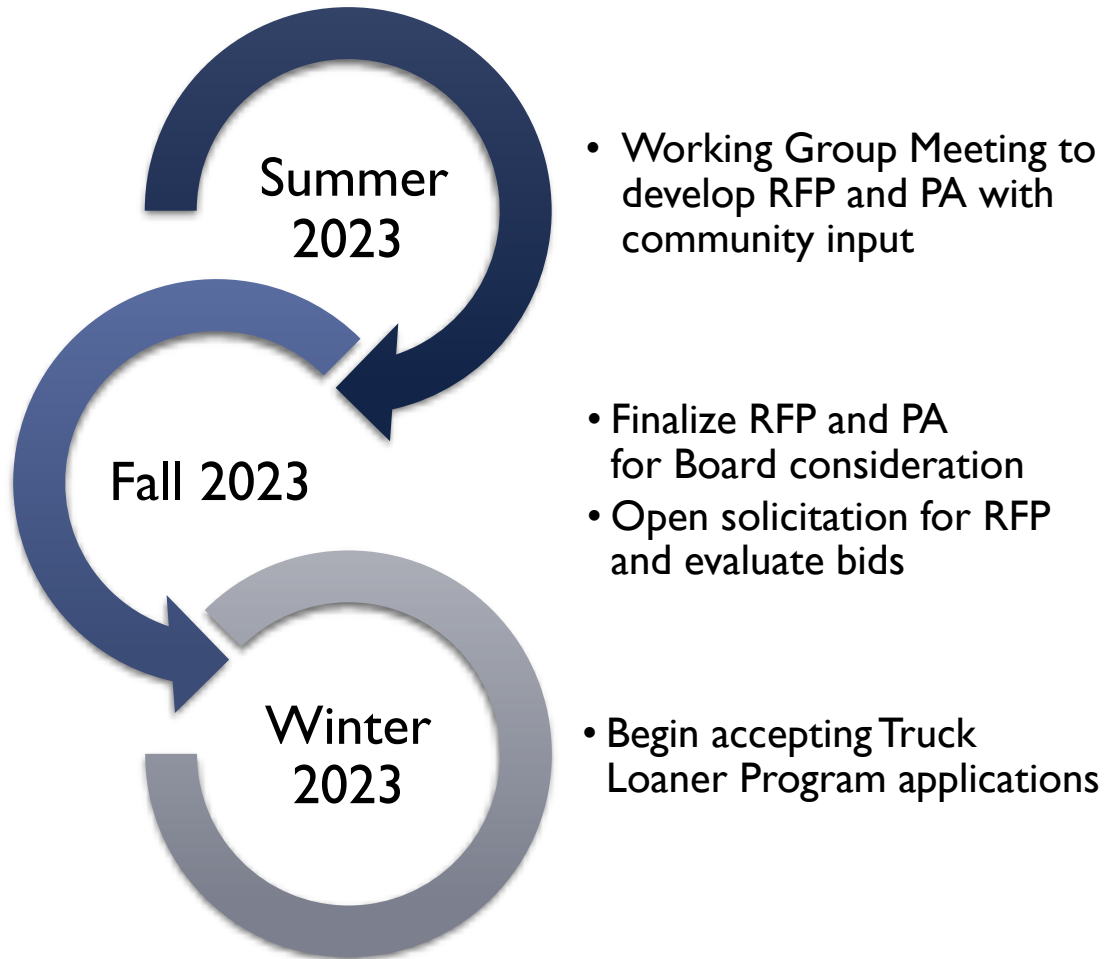 Summer
2023
• Working Group Meeting to
develop RFP and PA with
community input
Fall 2023
• Finalize RFP and PA
for Board consideration
• Open solicitation for RFP
and evaluate bids
Winter
2023
• Begin accepting Truck
Loaner Program applications